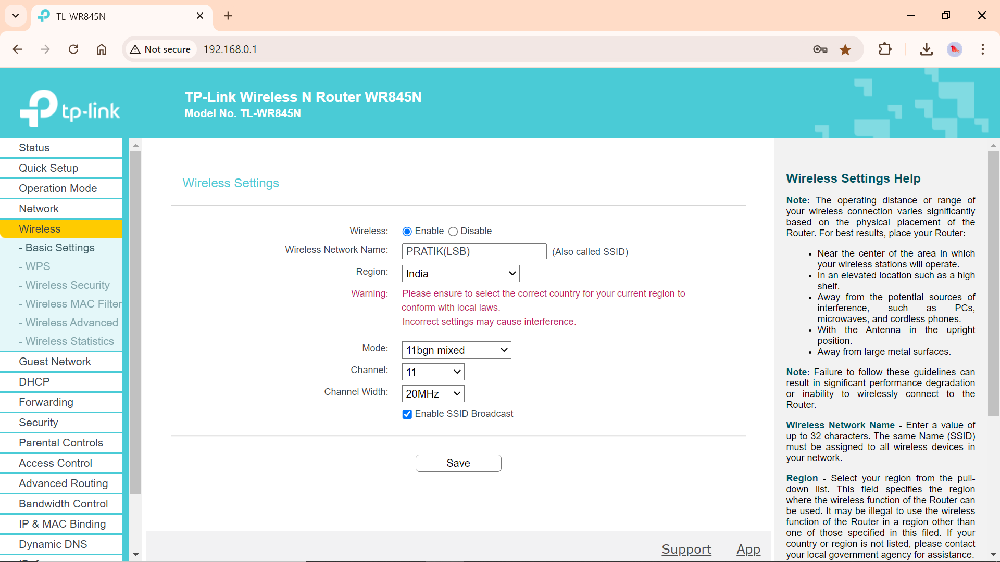 TL-WR845N
Not secure
192.168.0.1
tp-link
TP-Link Wireless N Router WR845N
Model No. TL-WR845N
Status
Quick Setup
Operation Mode
Network
Wireless
- Basic Settings
- WPS
- Wireless Security
- Wireless MAC Filter
- Wireless Advanced
- Wireless Statistics
Guest Network
DHCP
Forwarding
Security
Parental Controls
Access Control
Advanced Routing
Bandwidth Control
IP & MAC Binding
Dynamic DNS
Wireless Settings
Wireless: Enable Disable
Wireless Network Name: PRATIK(LSB) (Also called SSID)
Region: India
Warning: Please ensure to select the correct country for your current region to
conform with local laws.
Incorrect settings may cause interference.
Mode: 11bgn mixed
Channel: 11
Channel Width: 20MHz
Enable SSID Broadcast
Save
Support App
Wireless Settings Help
Note: The operating distance or range of
your wireless connection varies significantly
based on the physical placement of the
Router. For best results, place your Router:
• Near the center of the area in which
your wireless stations will operate.
• In an elevated location such as a high
shelf.
• Away from the potential sources of
interference, such as PCs,
microwaves, and cordless phones.
• With the Antenna in the upright
position.
• Away from large metal surfaces.
Note: Failure to follow these guidelines can
result in significant performance degradation
or inability to wirelessly connect to the
Router.
Wireless Network Name - Enter a value of
up to 32 characters. The same Name (SSID)
must be assigned to all wireless devices in
your network.
Region - Select your region from the pull-
down list. This field specifies the region
where the wireless function of the Router can
be used. It may be illegal to use the wireless
function of the Router in a region other than
one of those specified in this filed. If your
country or region is not listed, please contact
your local government agency for assistance.